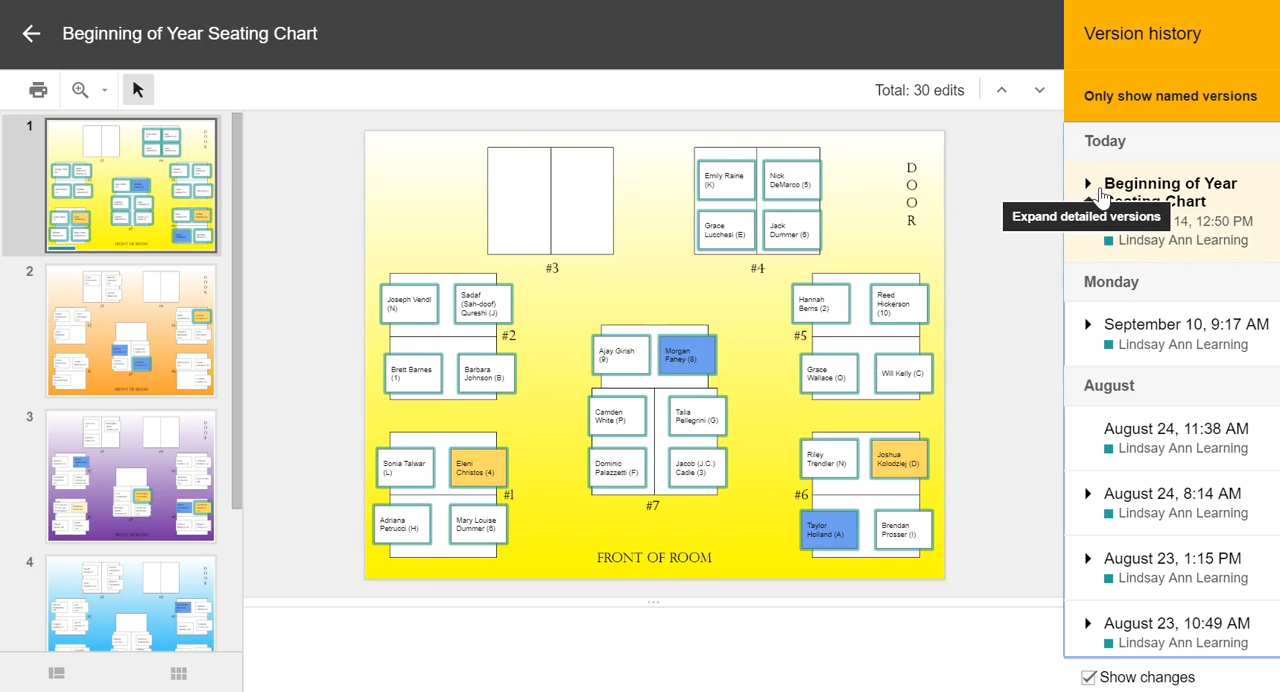 Beginning of Year Seating Chart
Version history
Total: 30 edits
Only show named versions
Today
Beginning of Year
Chart
14, 12:50 PM
Lindsay Ann Learning
Expand detailed versions
Monday
September 10, 9:17 AM
Lindsay Ann Learning
August
August 24, 11:38 AM
Lindsay Ann Learning
August 24, 8:14 AM
Lindsay Ann Learning
August 23, 1:15 PM
Lindsay Ann Learning
August 23, 10:49 AM
Lindsay Ann Learning
Show changes
1
2
3
4
#3
Emily Raine
(K)
Nick
DeMarco (5)
Grace
Lucchesi (E)
Jack
Dummer (6)
#4
D
O
O
R
Joseph Vendl
(N)
Sadaf
(Sah-doof)
Qureshi (J)
#2
Brett Barnes
(1)
Barbara
Johnson (B)
Hannah
Berns (2)
Reed
Hickerson
(10)
#5
Grace
Wallace (O)
Will Kelly (C)
Ajay Girish
(9)
Morgan
Fahey (8)
Camden
White (P)
Talia
Pellegrini (G)
Dominic
Palazzetti (F)
Jacob (J.C.)
Cadle (3)
#7
Sonia Talwar
(L)
Eleni
Christos (4)
#1
Adriana
Petrucci (H)
Mary Louise
Dummer (6)
Riley
Trendler (N)
Joshua
Kolodziej (D)
#6
Taylor
Holland (A)
Brendan
Prosser (I)
FRONT OF ROOM